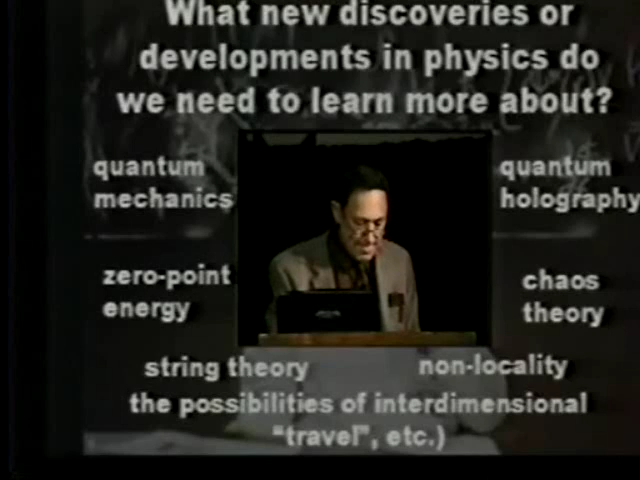 What new discoveries or
developments in physics do
we need to learn more about?
quantum
mechanics
quantum
holography
zero-point
energy
chaos
theory
string theory
non-locality
the possibilities of interdimensional
"travel", etc.)